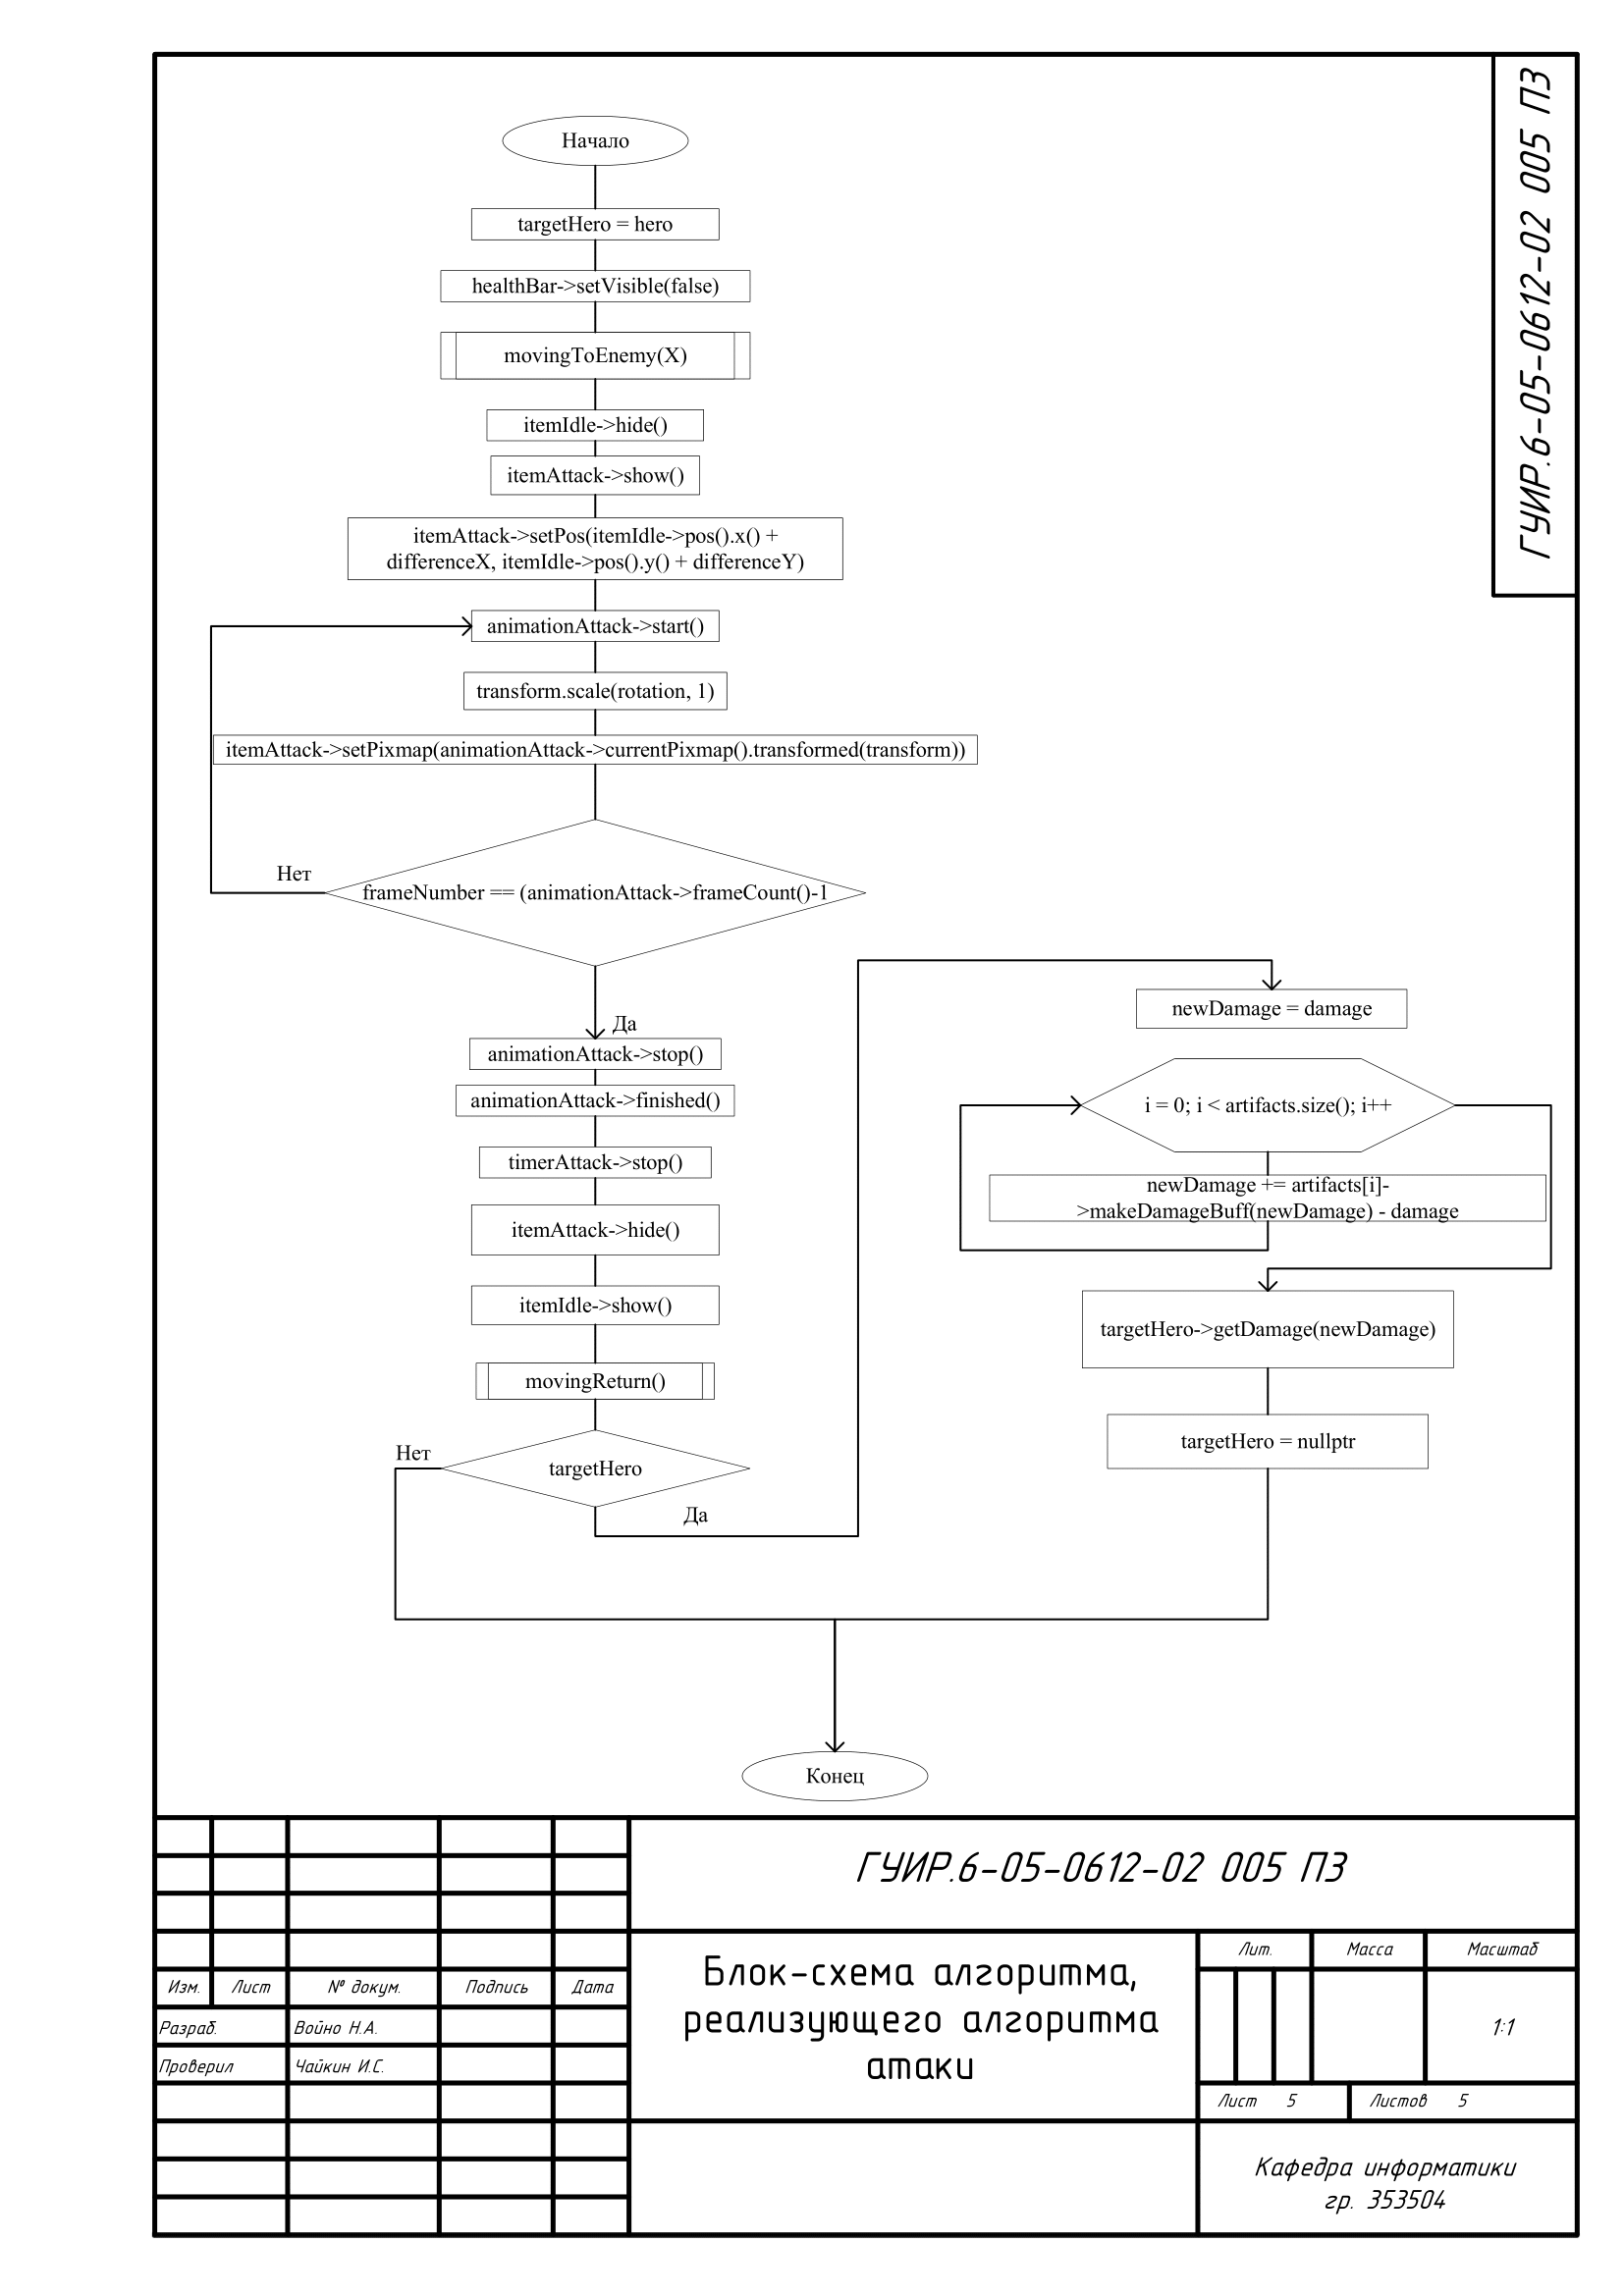 ГУИР.6-05-0612-02 005 ПЗ
Начало
targetHero = hero
healthBar->setVisible(false)
movingToEnemy(X)
itemIdle->hide()
itemAttack->show()
itemAttack->setPos(itemIdle->pos().x() +
differenceX, itemIdle->pos().y() + differenceY)
animationAttack->start()
transform.scale(rotation, 1)
itemAttack->setPixmap(animationAttack->currentPixmap().transformed(transform))
Нет
frameNumber == (animationAttack->frameCount()-1
Да
animationAttack->stop()
animationAttack->finished()
timerAttack->stop()
itemAttack->hide()
itemIdle->show()
movingReturn()
Нет
targetHero
Да
newDamage = damage
i = 0; i < artifacts.size(); i++
newDamage += artifacts[i]-
>makeDamageBuff(newDamage) - damage
targetHero->getDamage(newDamage)
targetHero = nullptr
Конец
ГУИР.6-05-0612-02 005 ПЗ
Изм. Лист № докум. Подпись Дата
Разраб. Войно Н.А.
Проверил Чайкин И.С.
Блок-схема алгоритма,
реализующего алгоритма
атаки
Лит. Масса Масштаб
1:1
Лист 5 Листов 5
Кафедра информатики
гр. 353504